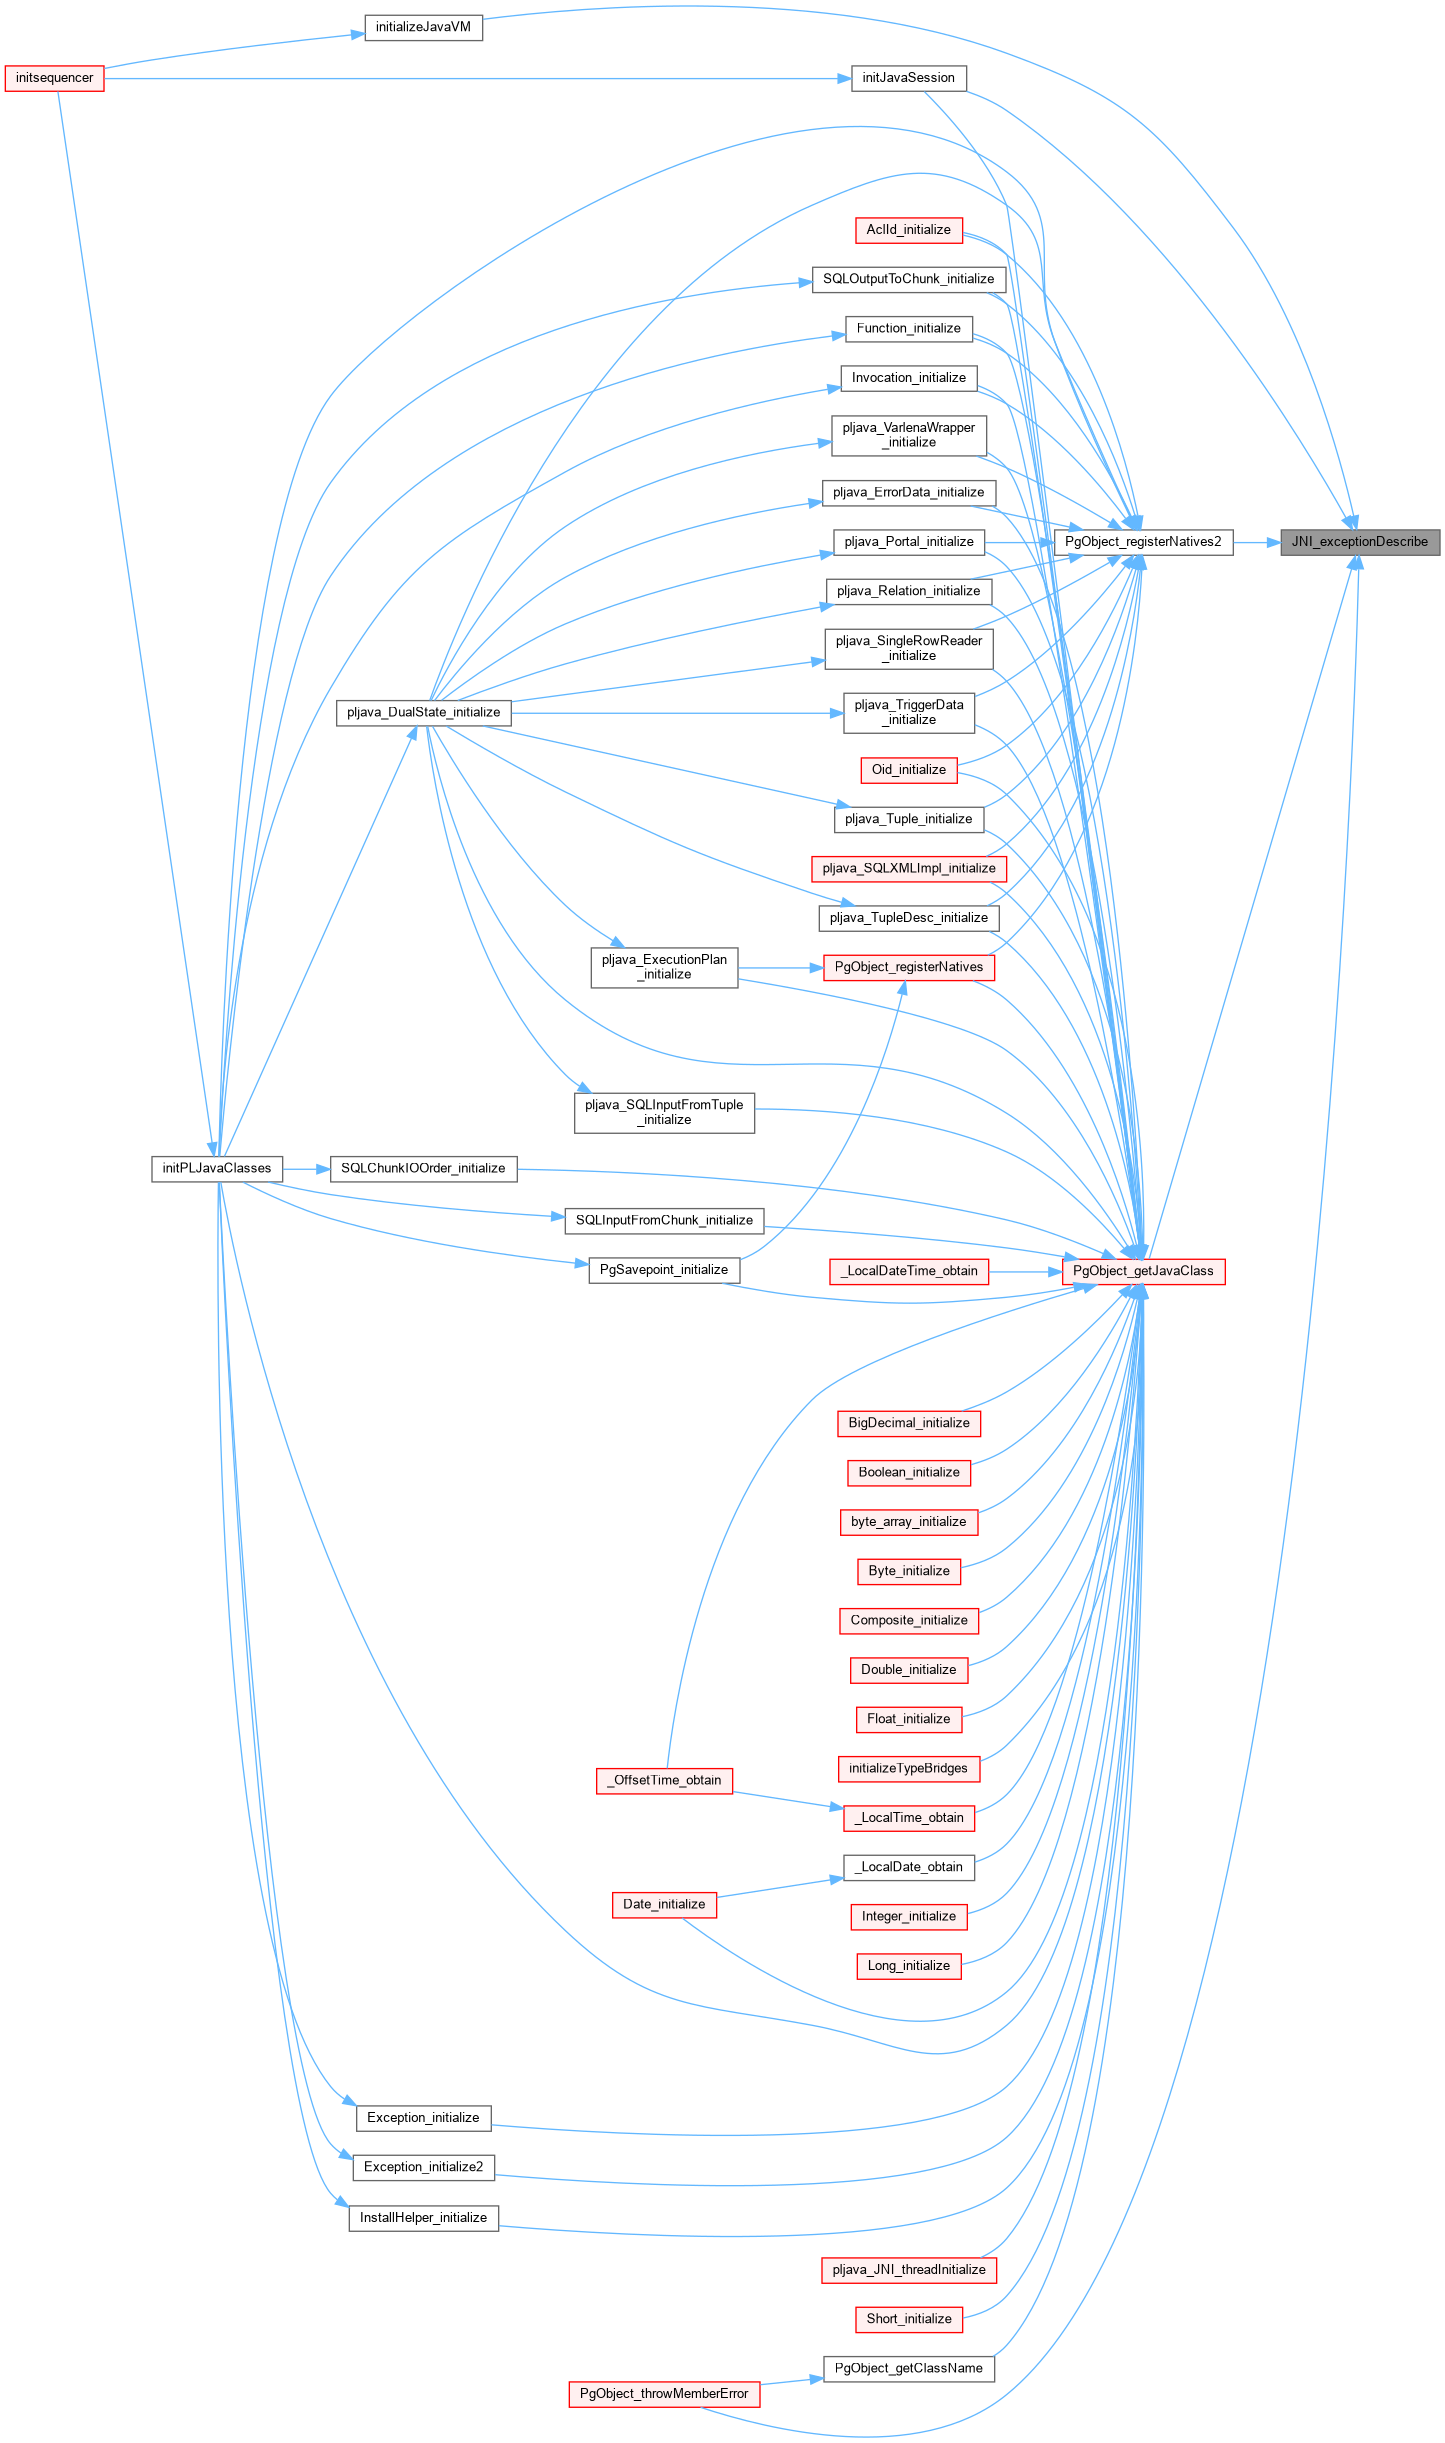 initializeJavaVM
initsequencer
initJavaSession
AclId_initialize
SQLOutputToChunk_initialize
Function_initialize
Invocation_initialize
pljava_VarlenaWrapper
_initialize
pljava_ErrorData_initialize
PgObject_registerNatives2
JNI_exceptionDescribe
pljava_Portal_initialize
pljava_Relation_initialize
pljava_SingleRowReader
_initialize
pljava_DualState_initialize
pljava_TriggerData
_initialize
Oid_initialize
pljava_Tuple_initialize
pljava_SQLXMLImpl_initialize
pljava_TupleDesc_initialize
pljava_ExecutionPlan
_initialize
PgObject_registerNatives
pljava_SQLInputFromTuple
_initialize
initPLJavaClasses
SQLChunkIOOrder_initialize
SQLInputFromChunk_initialize
PgSavepoint_initialize
_LocalDateTime_obtain
PgObject_getJavaClass
BigDecimal_initialize
Boolean_initialize
byte_array_initialize
Byte_initialize
Composite_initialize
Double_initialize
Float_initialize
initializeTypeBridges
_OffsetTime_obtain
_LocalTime_obtain
_LocalDate_obtain
Date_initialize
Integer_initialize
Long_initialize
Exception_initialize
Exception_initialize2
InstallHelper_initialize
pljava_JNI_threadInitialize
Short_initialize
PgObject_getClassName
PgObject_throwMemberError